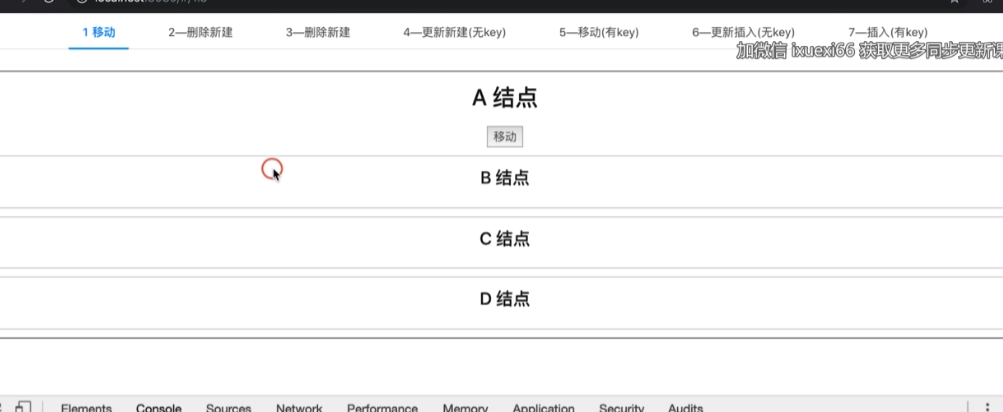 1 移动 2—删除新建 3—删除新建 4—更新新建(无key) 5—移动(有key) 6—更新插入(无key) 7—插入(有key)
加微信 ixuexi66 获取更多同步更新课
A 结点
移动
B 结点
C 结点
D 结点
Elements Console Sources Network Performance Memory Application Security Audits